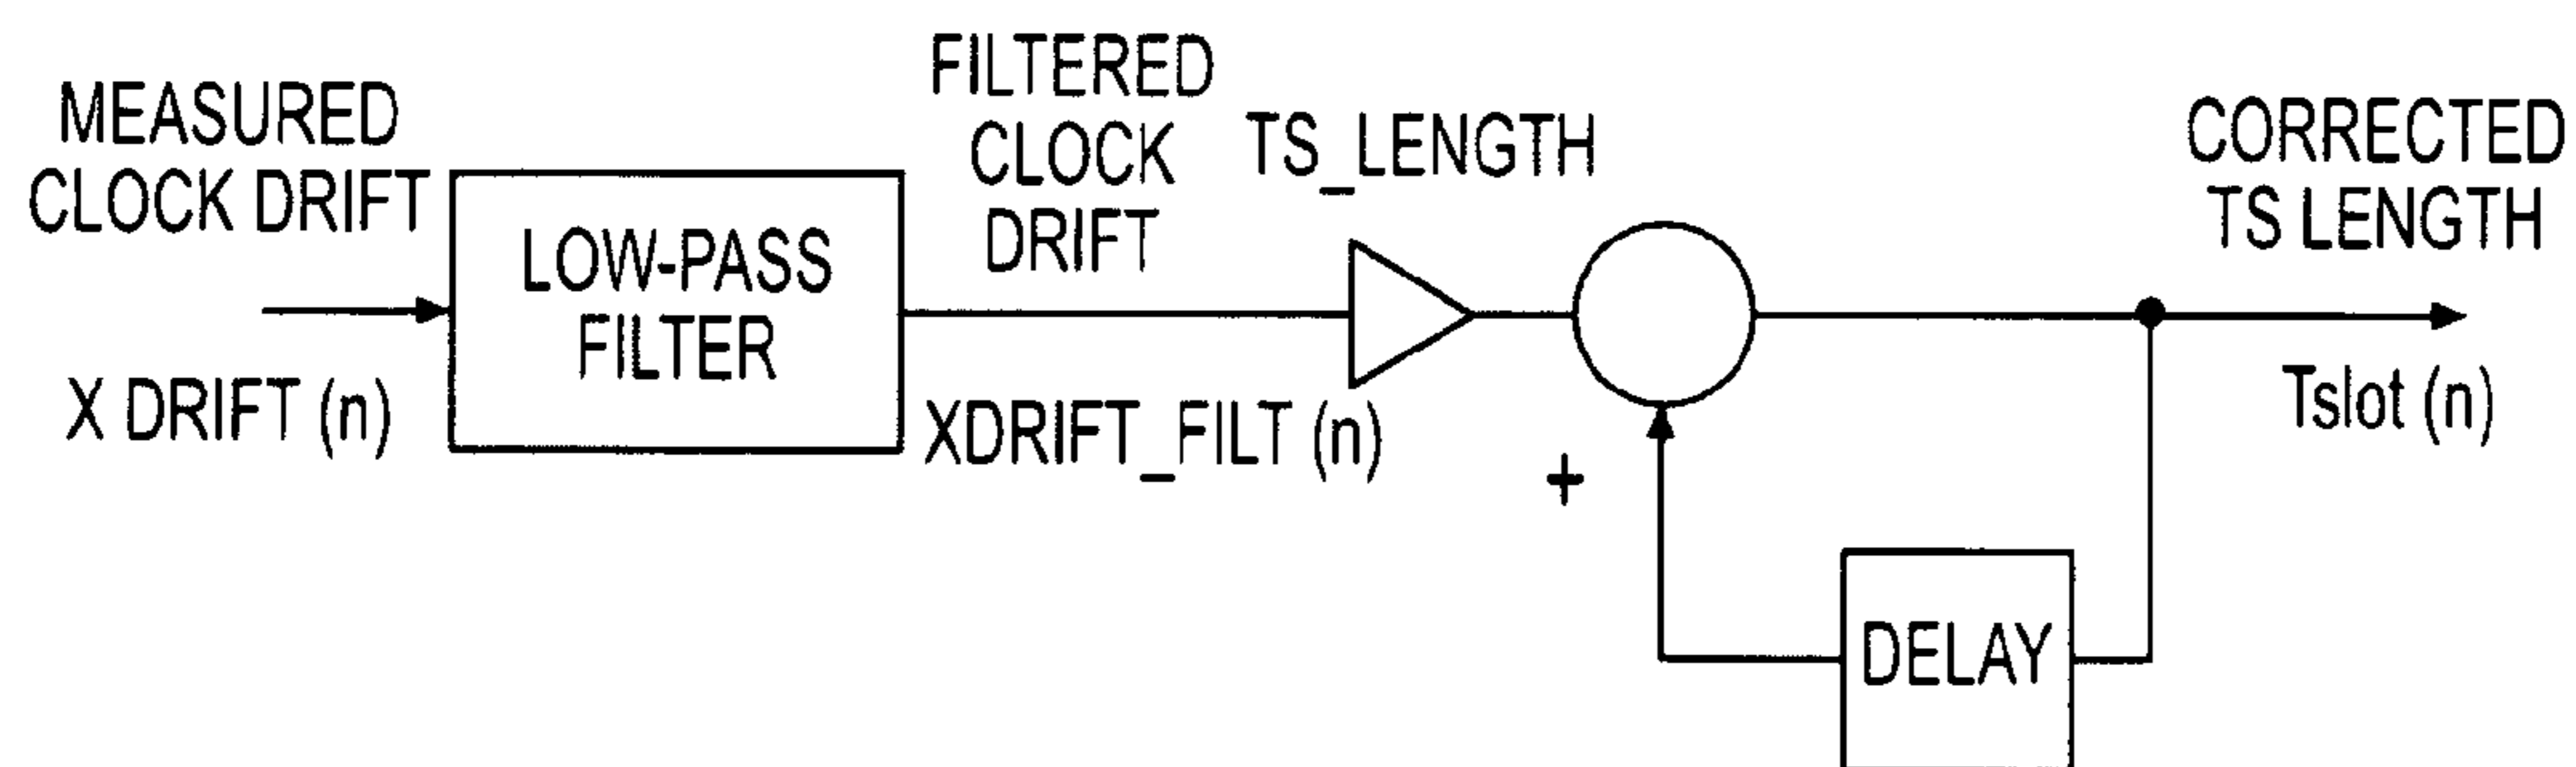 MEASURED
CLOCK DRIFT
X DRIFT (n)
LOW-PASS
FILTER
FILTERED
CLOCK
DRIFT
XDRIFT_FILT (n)
TS_LENGTH
+
DELAY
CORRECTED
TS LENGTH
Tslot (n)